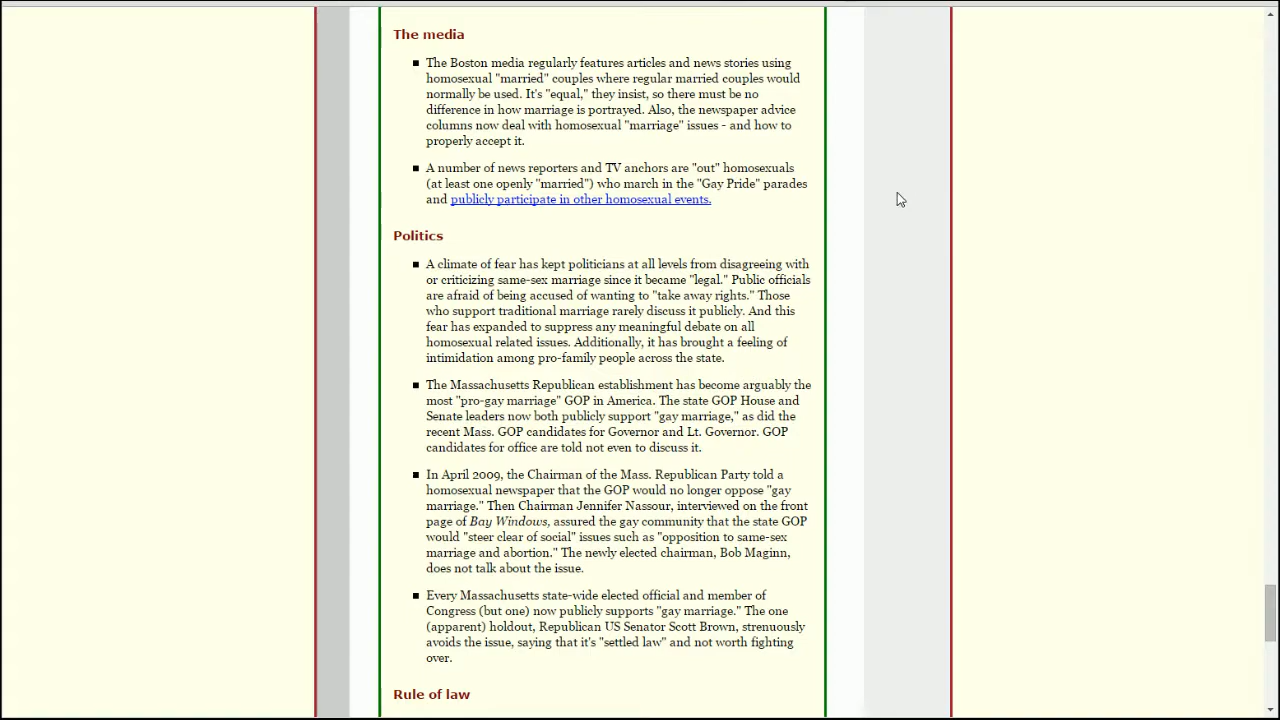 The media
The Boston media regularly features articles and news stories using
homosexual "married" couples where regular married couples would
normally be used. It's "equal," they insist, so there must be no
difference in how marriage is portrayed. Also, the newspaper advice
columns now deal with homosexual "marriage" issues - and how to
properly accept it.
A number of news reporters and TV anchors are "out" homosexuals
(at least one openly "married") who march in the "Gay Pride" parades
and publicly participate in other homosexual events.
Politics
A climate of fear has kept politicians at all levels from disagreeing with
or criticizing same-sex marriage since it became "legal." Public officials
are afraid of being accused of wanting to "take away rights." Those
who support traditional marriage rarely discuss it publicly. And this
fear has expanded to suppress any meaningful debate on all
homosexual related issues. Additionally, it has brought a feeling of
intimidation among pro-family people across the state.
The Massachusetts Republican establishment has become arguably the
most "pro-gay marriage" GOP in America. The state GOP House and
Senate leaders now both publicly support "gay marriage," as did the
recent Mass. GOP candidates for Governor and Lt. Governor. GOP
candidates for office are told not even to discuss it.
In April 2009, the Chairman of the Mass. Republican Party told a
homosexual newspaper that the GOP would no longer oppose "gay
marriage." Then Chairman Jennifer Nassour, interviewed on the front
page of Bay Windows, assured the gay community that the state GOP
would "steer clear of social" issues such as "opposition to same-sex
marriage and abortion." The newly elected chairman, Bob Maginn,
does not talk about the issue.
Every Massachusetts state-wide elected official and member of
Congress (but one) now publicly supports "gay marriage." The one
(apparent) holdout, Republican US Senator Scott Brown, strenuously
avoids the issue, saying that it's "settled law" and not worth fighting
over.
Rule of law